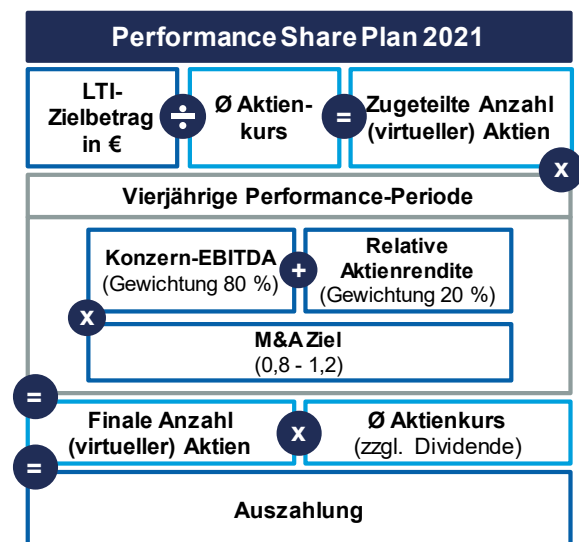 Performance Share Plan 2021
LTI-
Zielbetrag
in €
÷
Ø Aktien-
kurs
=
Zugeteilte Anzahl
(virtueller) Aktien
x
Vierjährige Performance-Periode
Konzern-EBITDA
(Gewichtung 80 %)
+
Relative
Aktienrendite
(Gewichtung 20 %)
x
M&A Ziel
(0,8 - 1,2)
=
Finale Anzahl
(virtueller) Aktien
x
Ø Aktienkurs
(zzgl. Dividende)
=
Auszahlung